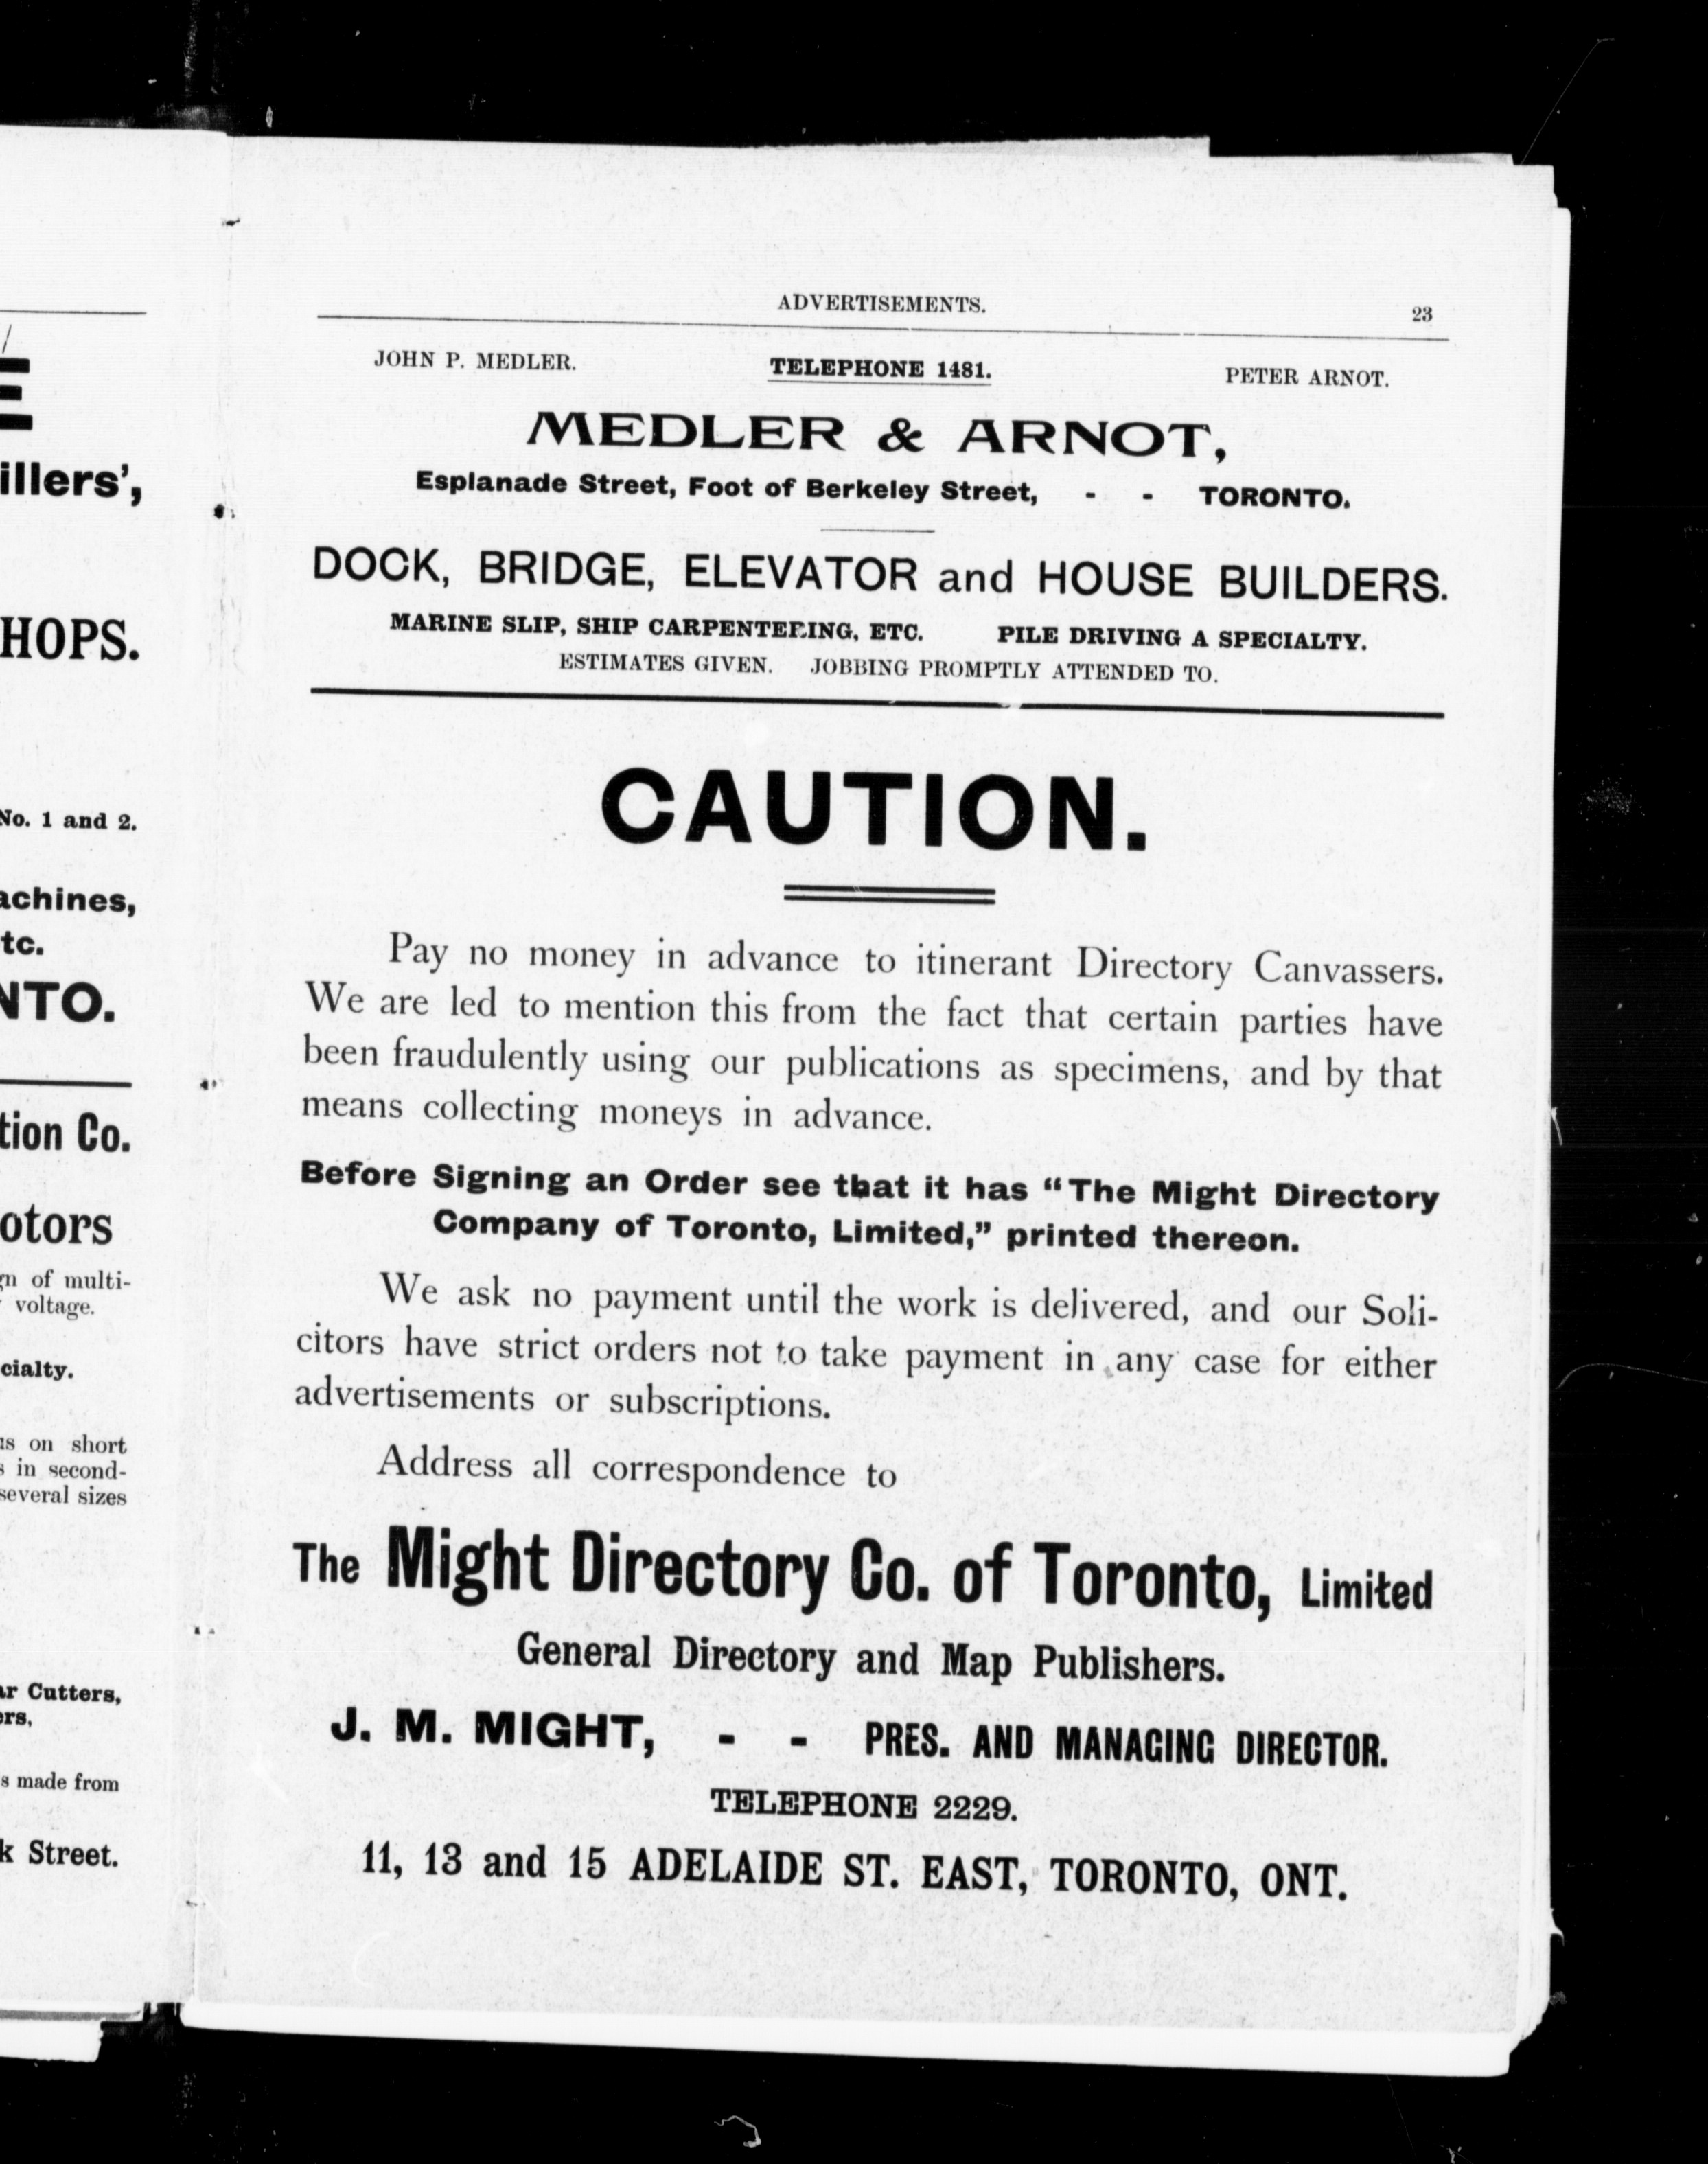 E
illers',
HOPS.
No. 1 and 2.
achines,
tc.
NTO.
tion Co.
otors
gn of multi-
voltage.
cialty.
on short
in second-
several sizes
Cutters,
made from
Street.
ADVERTISEMENTS.
23
JOHN P. MEDLER.
TELEPHONE 1481.
PETER ARNOT.
MEDLER & ARNOT,
Esplanade Street, Foot of Berkeley Street, - - TORONTO.
DOCK, BRIDGE, ELEVATOR and HOUSE BUILDERS.
MARINE SLIP, SHIP CARPENTERING, ETC. PILE DRIVING A SPECIALTY.
ESTIMATES GIVEN. JOBBING PROMPTLY ATTENDED TO.
CAUTION.
Pay no money in advance to itinerant Directory Canvassers.
We are led to mention this from the fact that certain parties have
been fraudulently using our publications as specimens, and by that
means collecting moneys in advance.
Before Signing an Order see that it has "The Might Directory
Company of Toronto, Limited," printed thereon.
We ask no payment until the work is delivered, and our Soli-
citors have strict orders not to take payment in any case for either
advertisements or subscriptions.
Address all correspondence to
The Might Directory Co. of Toronto, Limited
General Directory and Map Publishers.
J. M. MIGHT, - - PRES. AND MANAGING DIRECTOR.
TELEPHONE 2229.
11, 13 and 15 ADELAIDE ST. EAST, TORONTO, ONT.